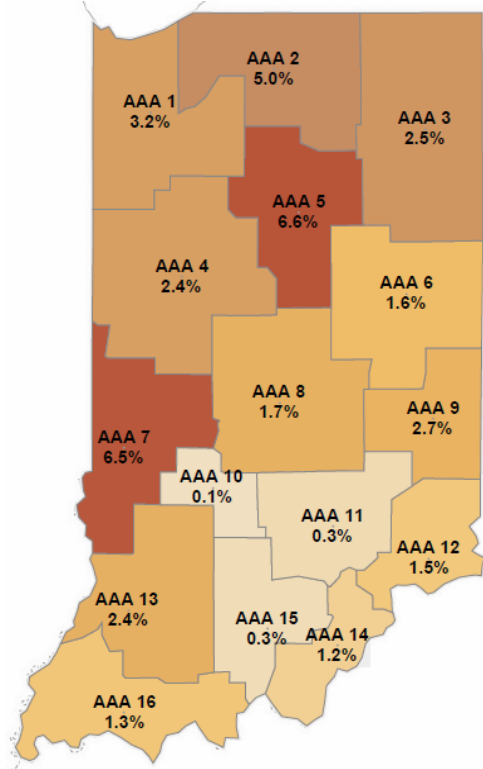 AAA 2
5.0%
AAA 1
3.2%
AAA 3
2.5%
AAA 5
6.6%
AAA 4
2.4%
AAA 6
1.6%
AAA 8
1.7%
AAA 9
2.7%
AAA 7
6.5%
AAA 10
0.1%
AAA 11
0.3%
AAA 12
1.5%
AAA 13
2.4%
AAA 15
0.3%
AAA 14
1.2%
AAA 16
1.3%